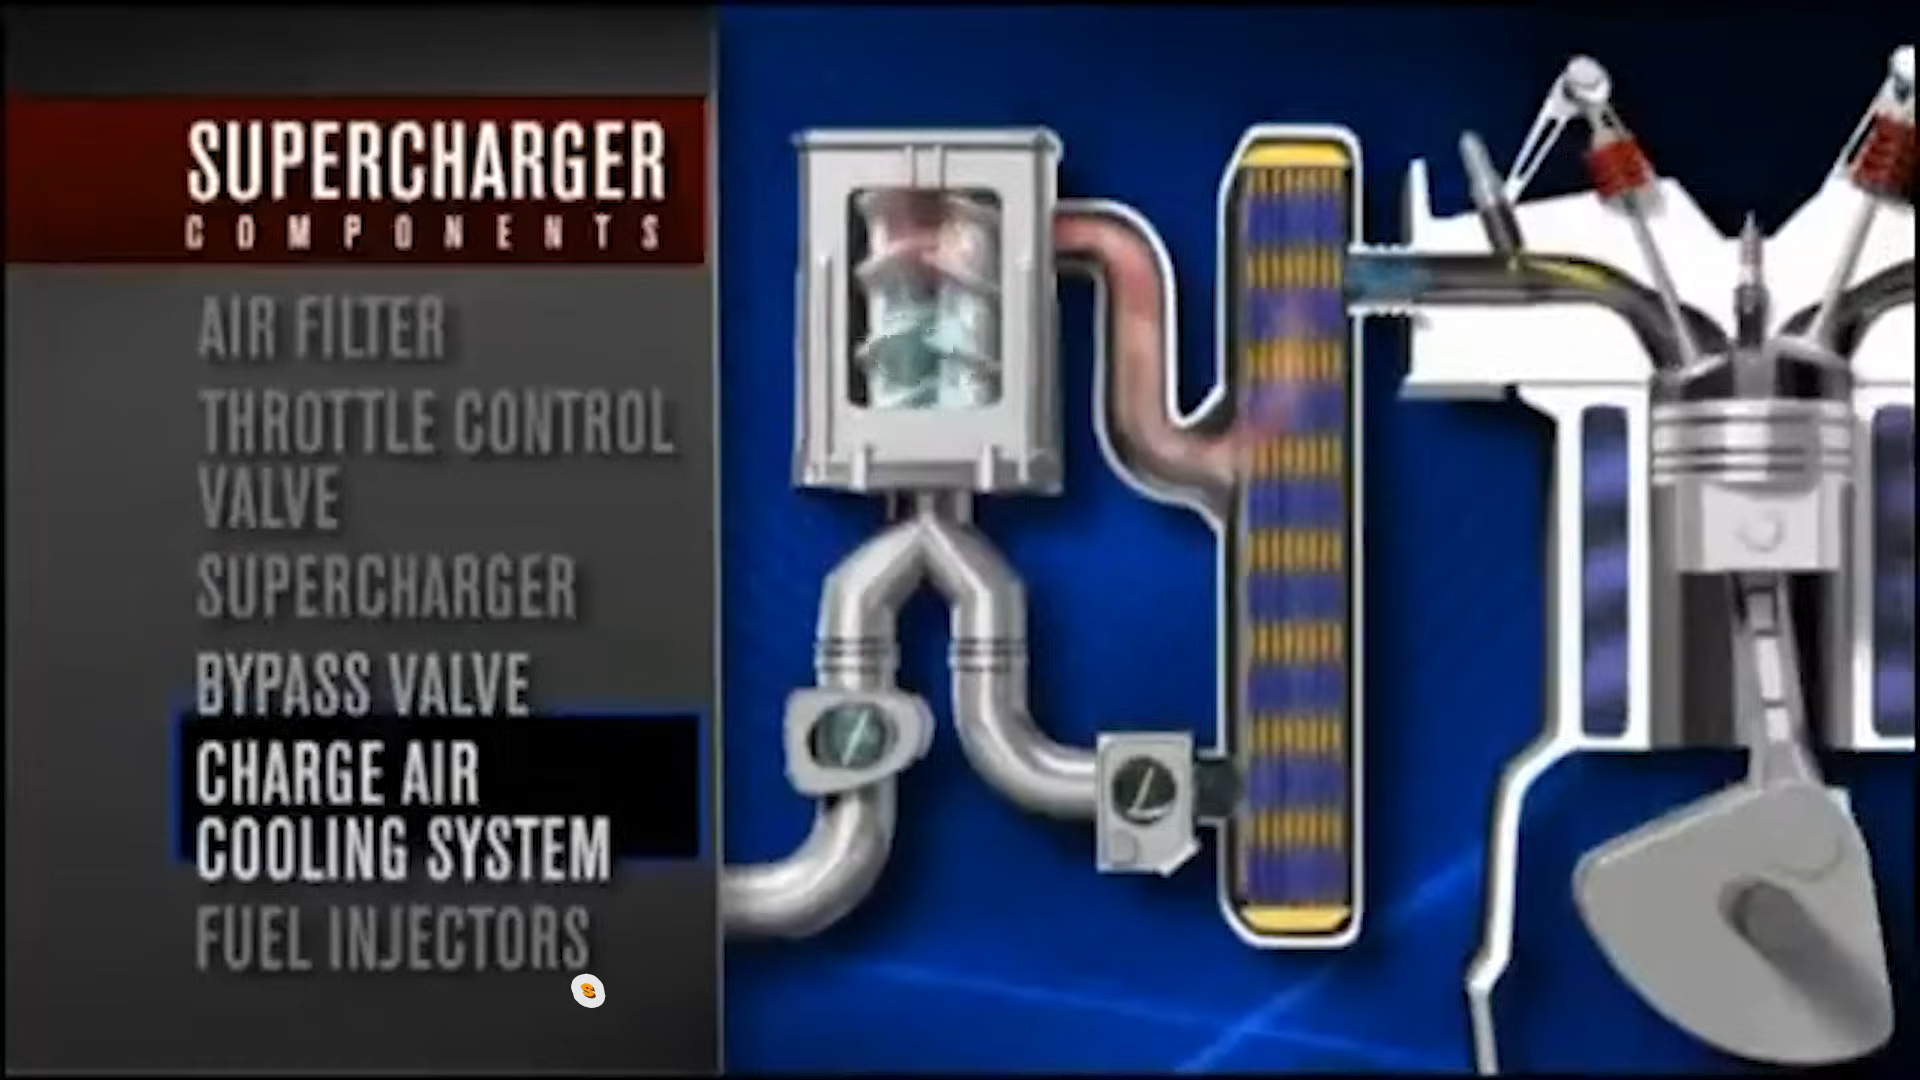 SUPERCHARGER
COMPONENTS
AIR FILTER
THROTTLE CONTROL
VALVE
SUPERCHARGER
BYPASS VALVE
CHARGE AIR
COOLING SYSTEM
FUEL INJECTORS
S